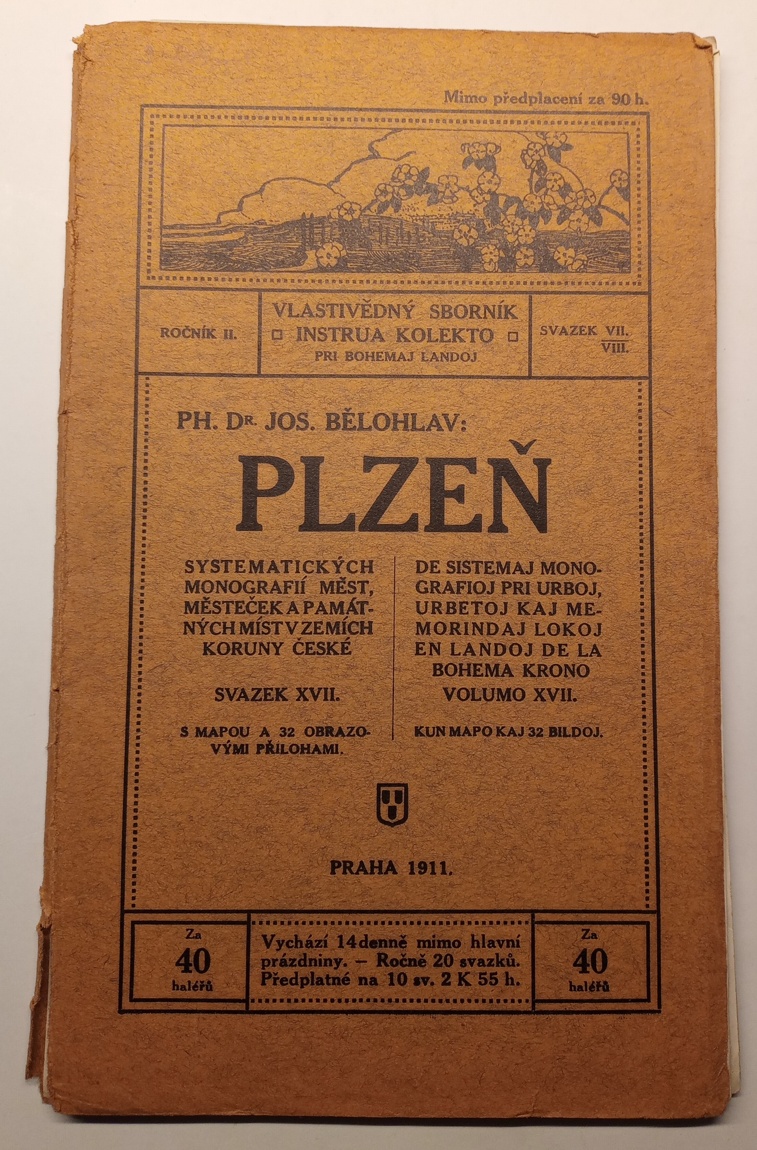 Mimo předplacení za 90 h.
ROČNÍK II.
VLASTIVĚDNÝ SBORNÍK
INSTRUA KOLEKTO
PRI BOHEMAJ LANDOJ
SVAZEK VII.
VIII.
PH. DR. JOS. BĚLOHLAV:
PLZEŇ
SYSTEMATICKÝCH
MONOGRAFIÍ MĚST,
MĚSTEČEK A PAMÁT-
NÝCH MÍST V ZEMÍCH
KORUNY ČESKÉ
SVAZEK XVII.
S MAPOU A 32 OBRAZO-
VÝMI PŘÍLOHAMI.
DE SISTEMAJ MONO-
GRAFIOJ PRI URBOJ,
URBETOJ KAJ ME-
MORINDAJ LOKOJ
EN LANDOJ DE LA
BOHEMA KRONO
VOLUMO XVII.
KUN MAPO KAJ 32 BILDOJ.
PRAHA 1911.
Za
40
haléřů
Vychází 14denně mimo hlavní
prázdniny. — Ročně 20 svazků.
Předplatné na 10 sv. 2 K 55 h.
Za
40
haléřů